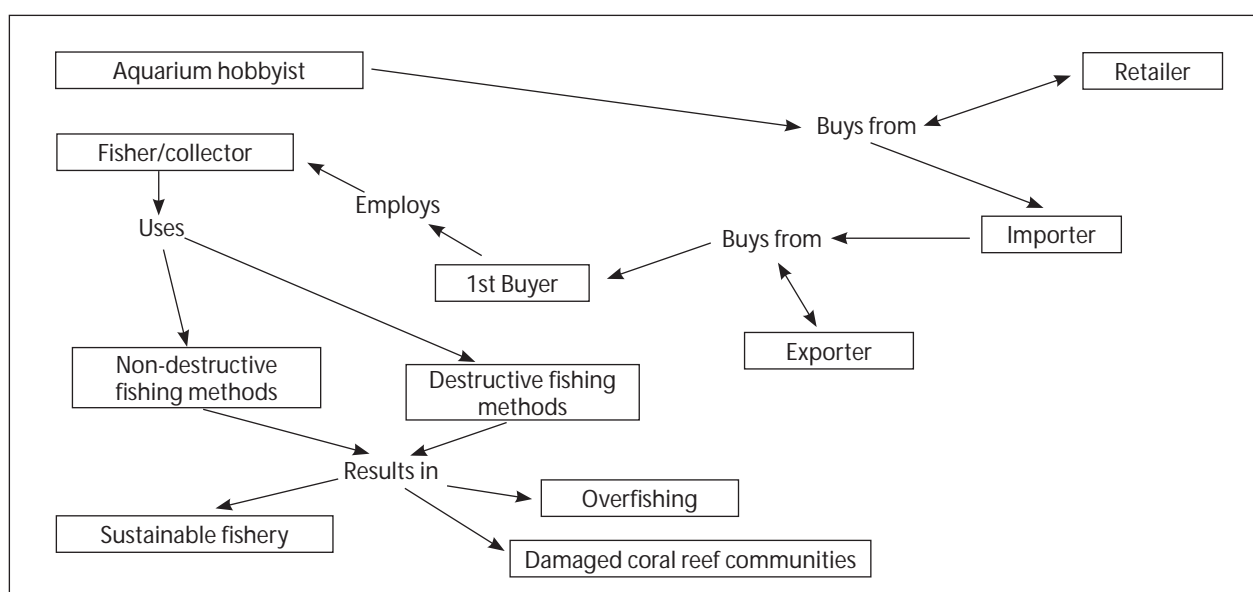 Aquarium hobbyist
Retailer
Buys from
Fisher/collector
Employs
Uses
Buys from
Importer
1st Buyer
Exporter
Non-destructive
fishing methods
Destructive fishing
methods
Results in
Overfishing
Sustainable fishery
Damaged coral reef communities